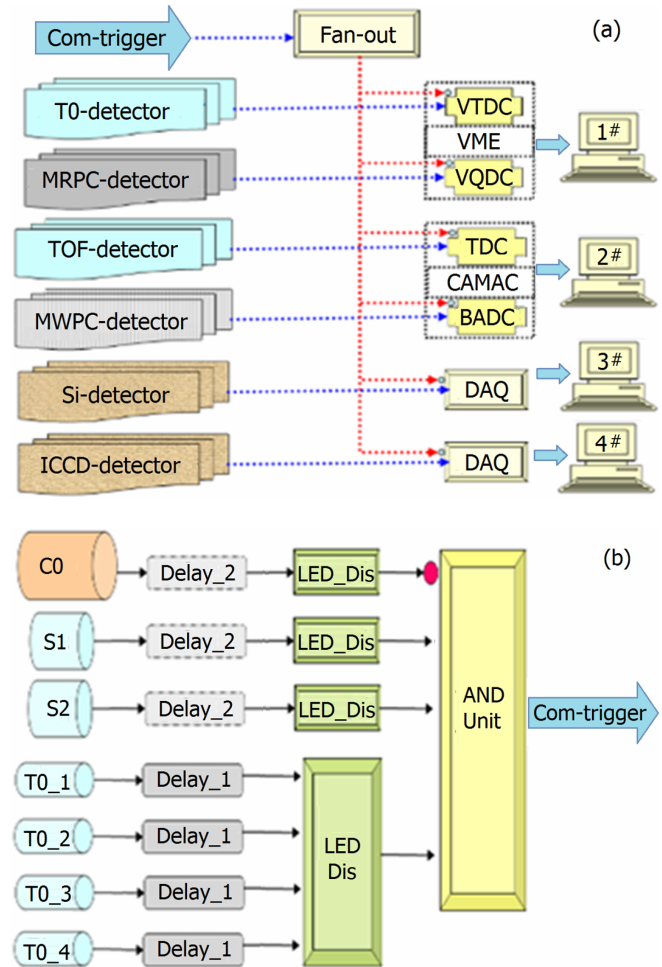 Com-trigger
Fan-out
(a)
T0-detector
VTDC
VME
1#
MRPC-detector
VQDC
TOF-detector
TDC
CAMAC
2#
MWPC-detector
BADC
Si-detector
DAQ
3#
ICCD-detector
DAQ
4#
(b)
C0
Delay_2
LED_Dis
S1
Delay_2
LED_Dis
S2
Delay_2
LED_Dis
AND
Unit
Com-trigger
T0_1
Delay_1
T0_2
Delay_1
LED
Dis
T0_3
Delay_1
T0_4
Delay_1